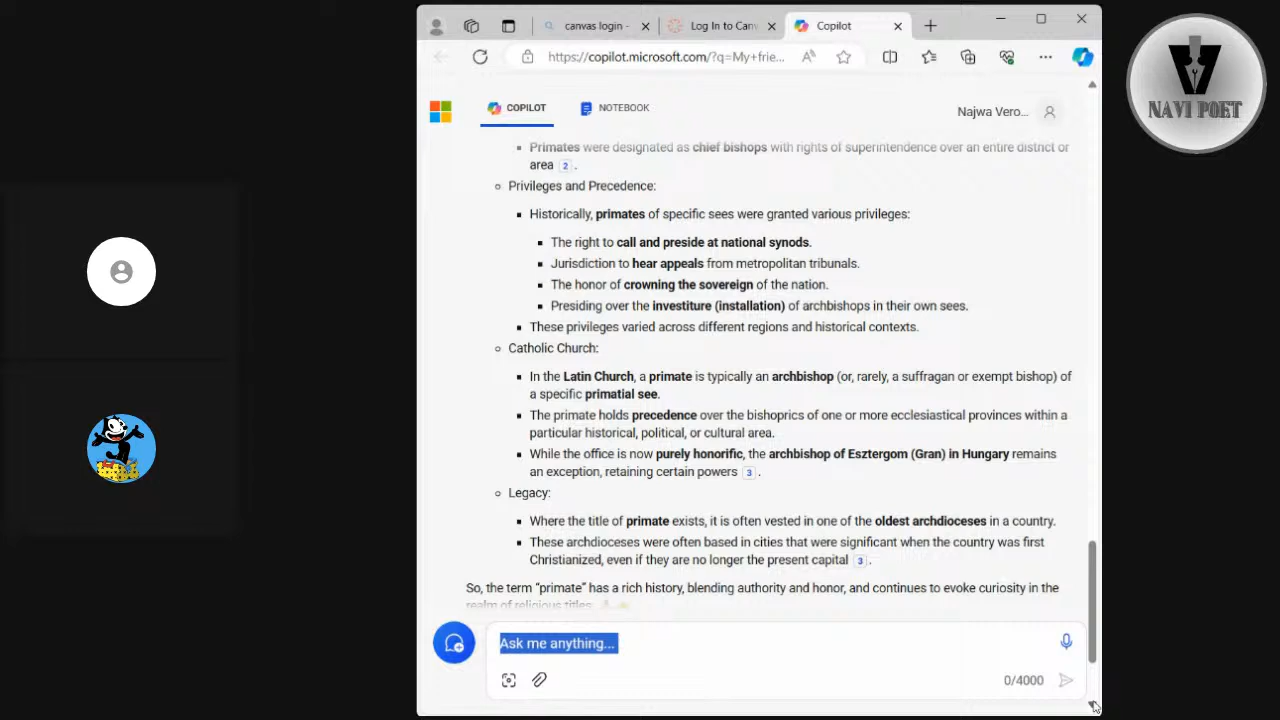 canvas login -
Log In to Canv
Copilot
https://copilot.microsoft.com/?q=My+frie...
NAVI POET
COPILOT
NOTEBOOK
Najwa Vero...
Primates were designated as chief bishops with rights of superintendence over an entire district or
area 2.
Privileges and Precedence:
Historically, primates of specific sees were granted various privileges:
The right to call and preside at national synods.
Jurisdiction to hear appeals from metropolitan tribunals.
The honor of crowning the sovereign of the nation.
Presiding over the investiture (installation) of archbishops in their own sees.
These privileges varied across different regions and historical contexts.
Catholic Church:
In the Latin Church, a primate is typically an archbishop (or, rarely, a suffragan or exempt bishop) of
a specific primatial see.
The primate holds precedence over the bishoprics of one or more ecclesiastical provinces within a
particular historical, political, or cultural area.
While the office is now purely honorific, the archbishop of Esztergom (Gran) in Hungary remains
an exception, retaining certain powers 3.
Legacy:
Where the title of primate exists, it is often vested in one of the oldest archdioceses in a country.
These archdioceses were often based in cities that were significant when the country was first
Christianized, even if they are no longer the present capital 3.
So, the term “primate” has a rich history, blending authority and honor, and continues to evoke curiosity in the
realm of religious titles.
Ask me anything...
0/4000